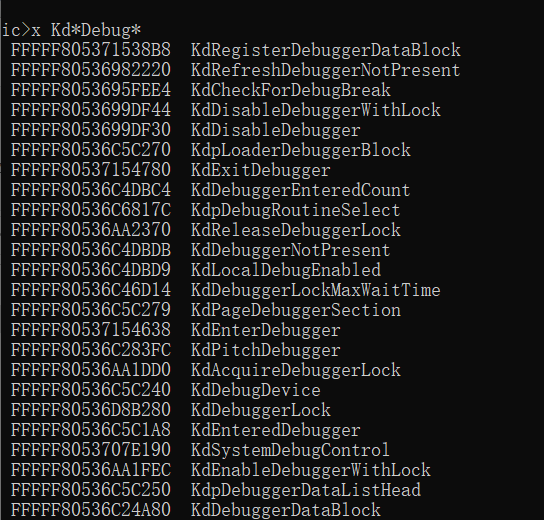 ic>x Kd*Debug*
FFFFF805371538B8 KdRegisterDebuggerDataBlock
FFFFF80536982220 KdRefreshDebuggerNotPresent
FFFFF8053695FEE4 KdCheckForDebugBreak
FFFFF8053699DF44 KdDisableDebuggerWithLock
FFFFF8053699DF30 KdDisableDebugger
FFFFF80536C5C270 KdpLoaderDebuggerBlock
FFFFF80537154780 KdExitDebugger
FFFFF80536C4DBC4 KdDebuggerEnteredCount
FFFFF80536C6817C KdpDebugRoutineSelect
FFFFF80536AA2370 KdReleaseDebuggerLock
FFFFF80536C4DBDB KdDebuggerNotPresent
FFFFF80536C4DBD9 KdLocalDebugEnabled
FFFFF80536C46D14 KdDebuggerLockMaxWaitTime
FFFFF80536C5C279 KdPageDebuggerSection
FFFFF80537154638 KdEnterDebugger
FFFFF80536C283FC KdPitchDebugger
FFFFF80536AA1DD0 KdAcquireDebuggerLock
FFFFF80536C5C240 KdDebugDevice
FFFFF80536D8B280 KdDebuggerLock
FFFFF80536C5C1A8 KdEnteredDebugger
FFFFF8053707E190 KdSystemDebugControl
FFFFF80536AA1FEC KdEnableDebuggerWithLock
FFFFF80536C5C250 KdpDebuggerDataListHead
FFFFF80536C24A80 KdDebuggerDataBlock